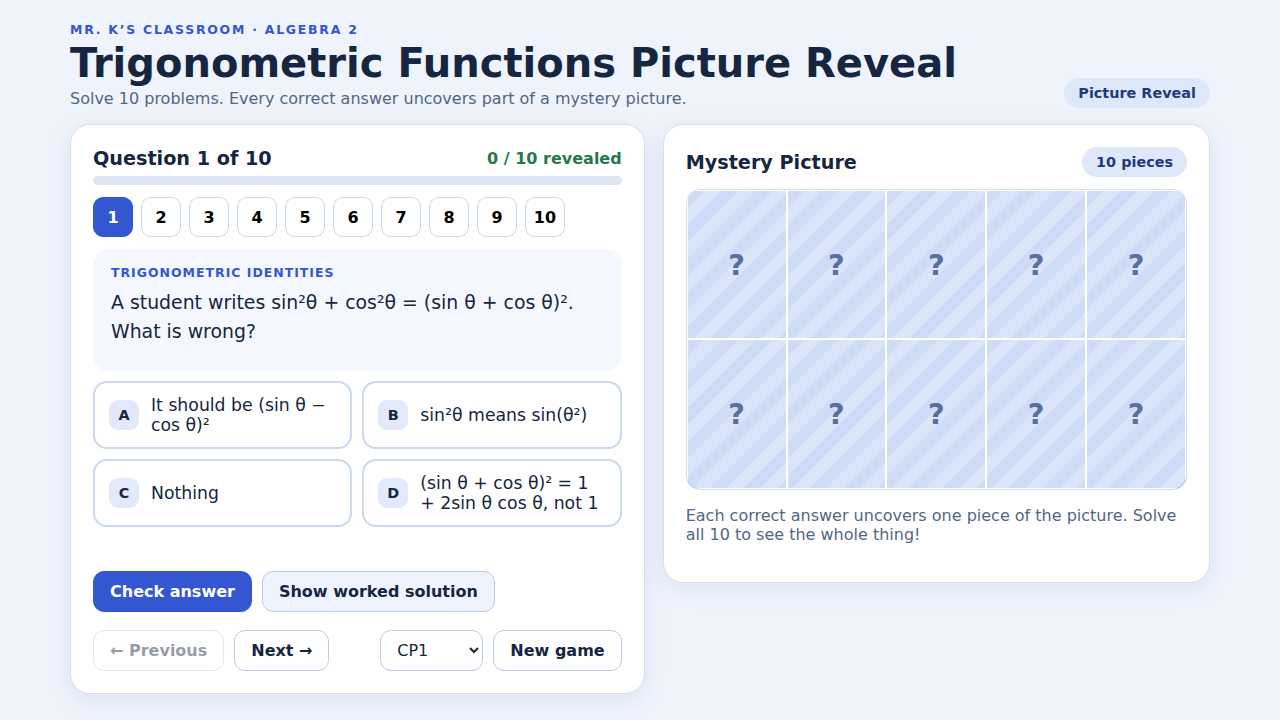 MR. K’S CLASSROOM · ALGEBRA 2
Trigonometric Functions Picture Reveal
Solve 10 problems. Every correct answer uncovers part of a mystery picture.
Picture Reveal
Question 1 of 10
0 / 10 revealed
1 2 3 4 5 6 7 8 9 10
TRIGONOMETRIC IDENTITIES
A student writes sin²θ + cos²θ = (sin θ + cos θ)².
What is wrong?
A It should be (sin θ −
cos θ)²
B sin²θ means sin(θ²)
C Nothing
D (sin θ + cos θ)² = 1
+ 2sin θ cos θ, not 1
Check answer
Show worked solution
← Previous
Next →
CP1
New game
Mystery Picture
10 pieces
? ? ? ? ?
? ? ? ? ?
Each correct answer uncovers one piece of the picture. Solve
all 10 to see the whole thing!